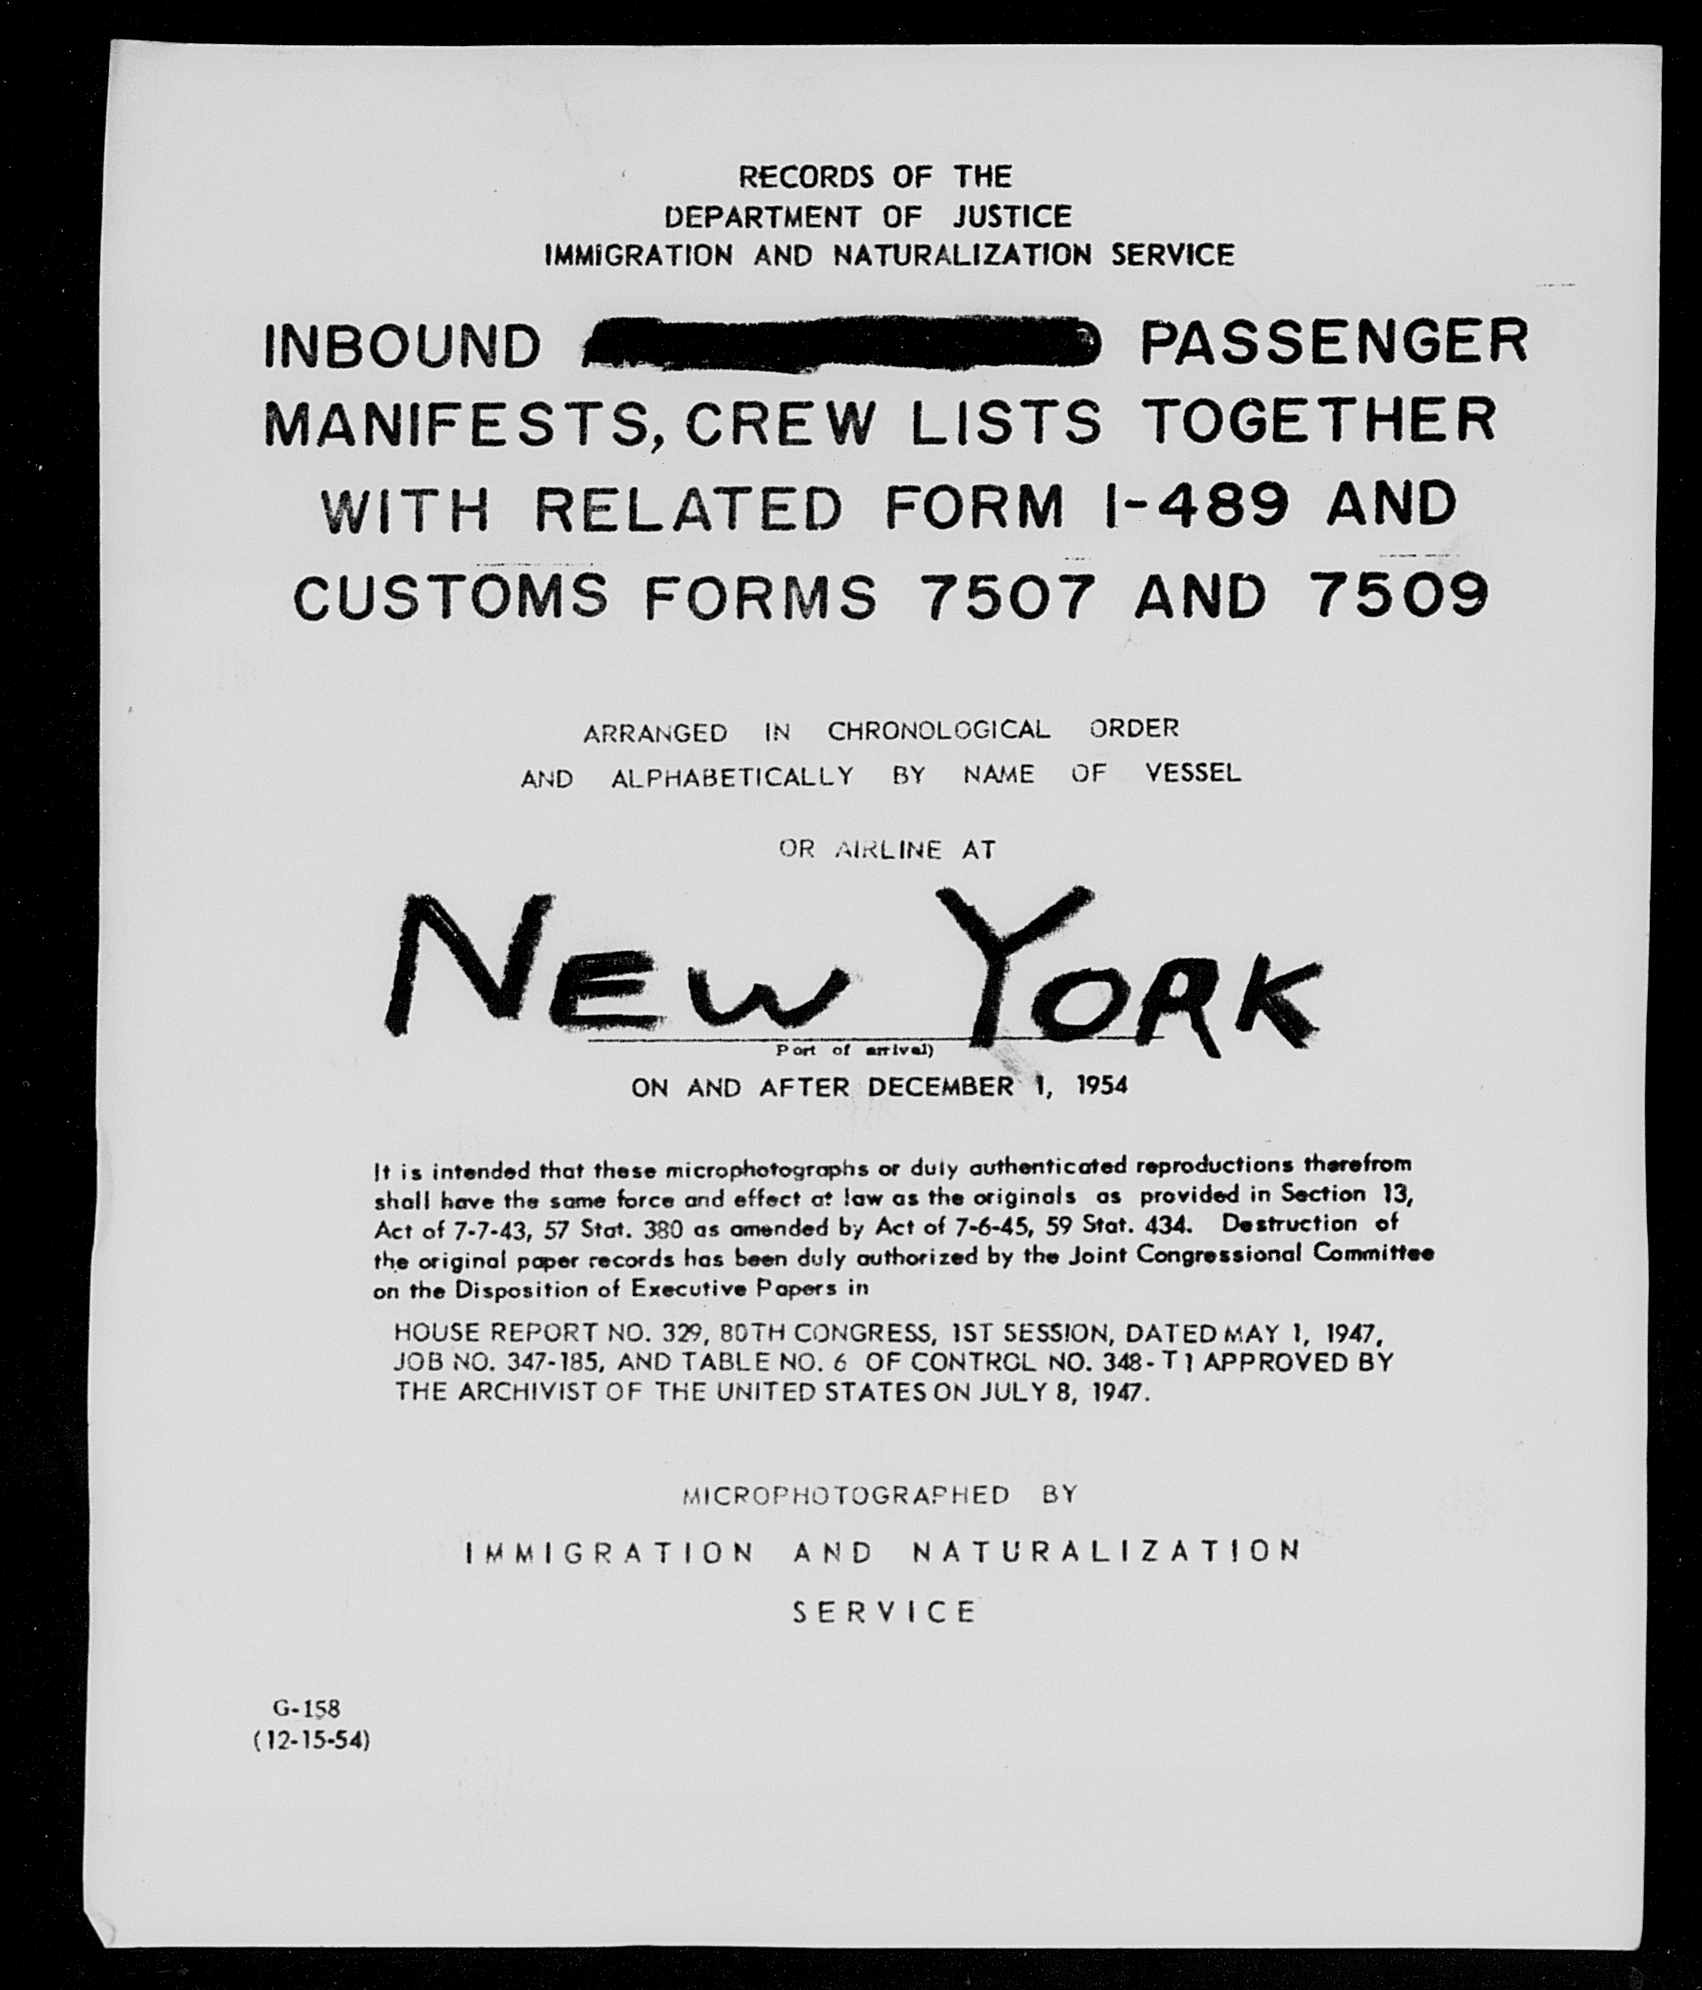 RECORDS OF THE
DEPARTMENT OF JUSTICE
IMMIGRATION AND NATURALIZATION SERVICE
INBOUND PASSENGER
MANIFESTS, CREW LISTS TOGETHER
WITH RELATED FORM I-489 AND
CUSTOMS FORMS 7507 AND 7509
ARRANGED IN CHRONOLOGICAL ORDER
AND ALPHABETICALLY BY NAME OF VESSEL
OR AIRLINE AT
NEW YORK
Port of arrival)
ON AND AFTER DECEMBER 1, 1954
It is intended that these microphotographs or duly authenticated reproductions therefrom
shall have the same force and effect at law as the originals as provided in Section 13,
Act of 7-7-43, 57 Stat. 380 as amended by Act of 7-6-45, 59 Stat. 434. Destruction of
the original paper records has been duly authorized by the Joint Congressional Committee
on the Disposition of Executive Papers in
HOUSE REPORT NO. 329, 80TH CONGRESS, 1ST SESSION, DATED MAY 1, 1947,
JOB NO. 347-185, AND TABLE NO. 6 OF CONTROL NO. 348-T1 APPROVED BY
THE ARCHIVIST OF THE UNITED STATES ON JULY 8, 1947.
MICROPHOTOGRAPHED BY
IMMIGRATION AND NATURALIZATION
SERVICE
G-158
(12-15-54)